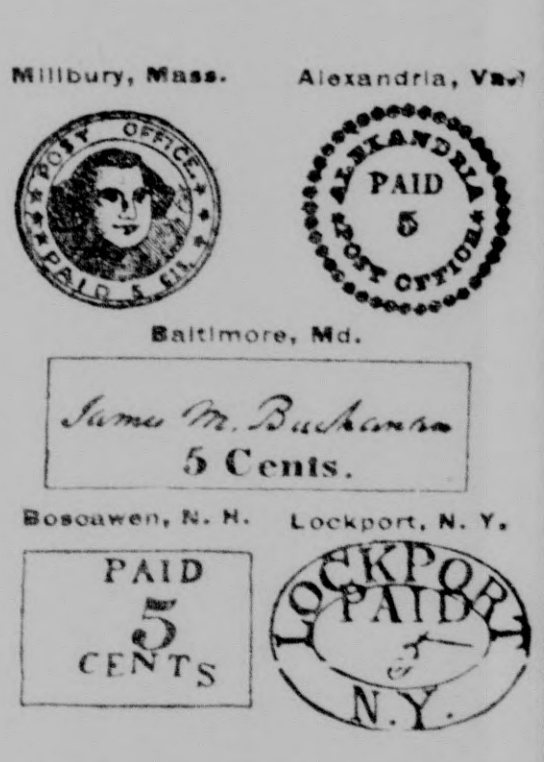 Millbury, Mass.
Alexandria, Va.
POST OFFICE.
PAID 5 CTS.
ALEXANDRIA
PAID
5
POST OFFICE
Baltimore, Md.
James M. Buchanan
5 Cents.
Boscawen, N. H.
Lockport, N. Y.
PAID
5
CENTS
LOCKPORT
PAID
5
N.Y.